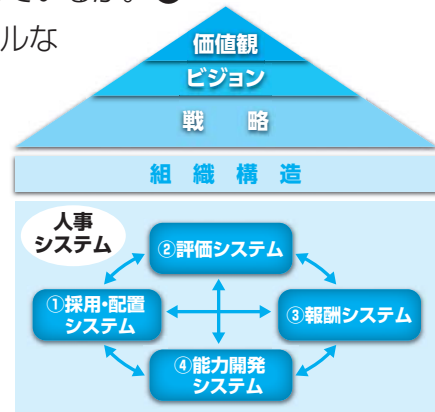 ているか。
ルな
価値観
ビジョン
戦 略
組 織 構 造
人事
システム
②評価システム
①採用・配置
システム
③報酬システム
④能力開発
システム